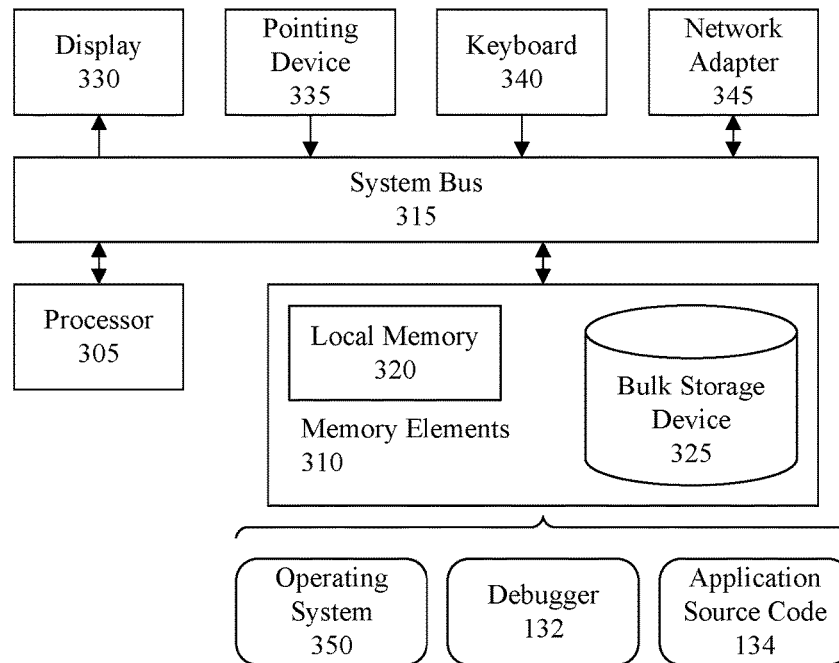 Display
330
Pointing
Device
335
Keyboard
340
Network
Adapter
345
System Bus
315
Processor
305
Local Memory
320
Memory Elements
310
Bulk Storage
Device
325
Operating
System
350
Debugger
132
Application
Source Code
134